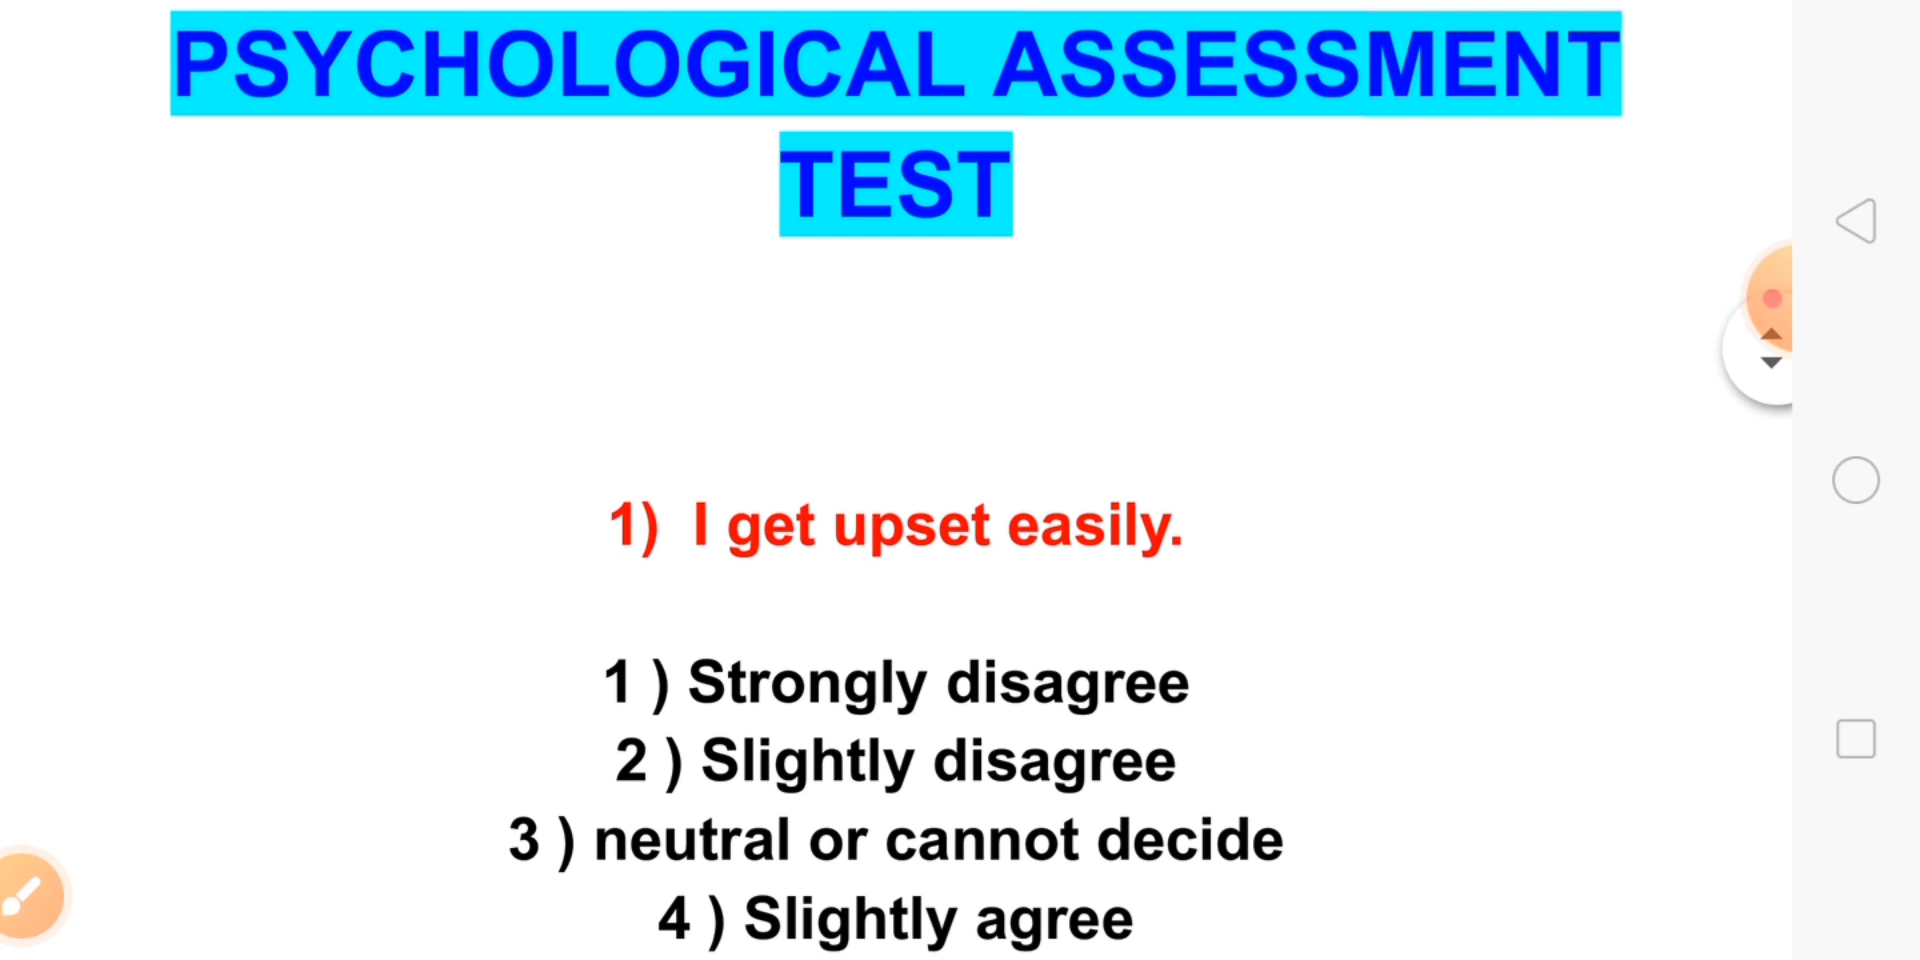 PSYCHOLOGICAL ASSESSMENT
TEST
1) I get upset easily.
1 ) Strongly disagree
2 ) Slightly disagree
3 ) neutral or cannot decide
4 ) Slightly agree